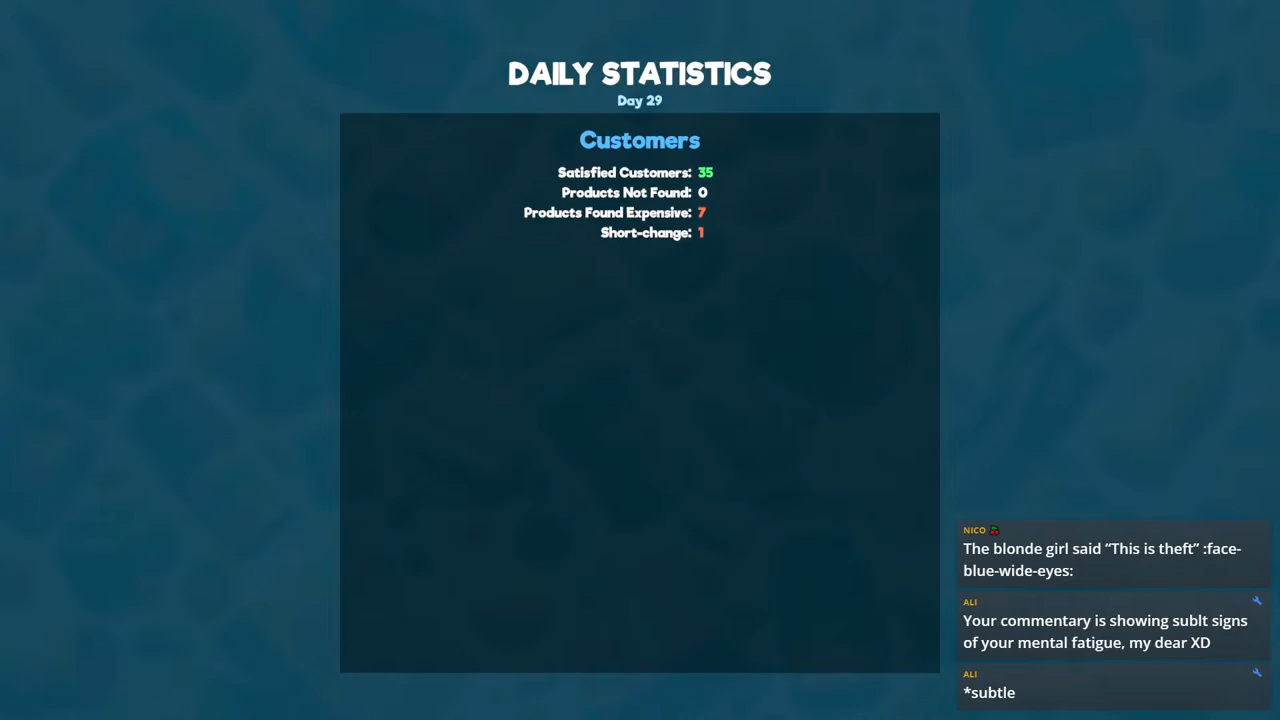 DAILY STATISTICS
Day 29
Customers
Satisfied Customers: 35
Products Not Found: 0
Products Found Expensive: 7
Short-change: 1
NICO
The blonde girl said “This is theft” :face-
blue-wide-eyes:
ALI
Your commentary is showing sublt signs
of your mental fatigue, my dear XD
ALI
*subtle